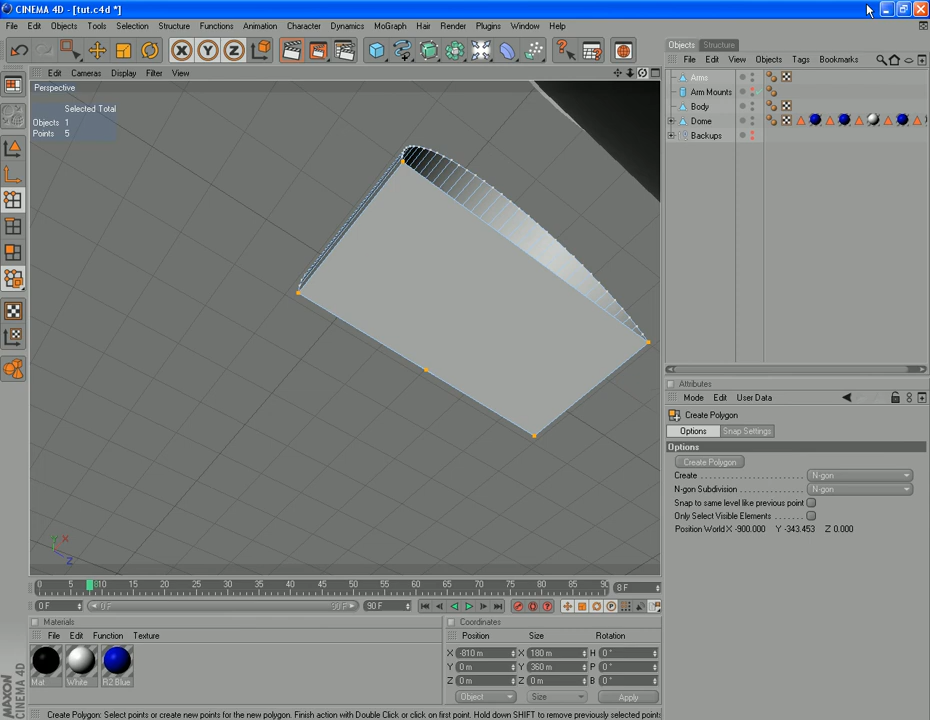 CINEMA 4D - [tut.c4d *]
File Edit Objects Tools Selection Structure Functions Animation Character Dynamics MoGraph Hair Render Plugins Window Help
X Y Z
Edit Cameras Display Filter View
Perspective
Selected Total
Objects 1
Points 5
Y X
Z
Objects Structure
File Edit View Objects Tags Bookmarks
Arms
Arm Mounts
Body
Dome
Backups
Attributes
Mode Edit User Data
Create Polygon
Options Snap Settings
Options
Create Polygon
Create N-gon
N-gon Subdivision N-gon
Snap to same level like previous point
Only Select Visible Elements
Position World X -900.000 Y -343.453 Z 0.000
0 5 10 15 20 25 30 35 40 45 50 55 60 65 70 75 80 85 90 8 F
0 F 0 F 90 F 90 F
Materials
File Edit Function Texture
Mat White R2 Blue
Coordinates
Position Size Rotation
X -810 m X 180 m H 0 °
Y 0 m Y 360 m P 0 °
Z 0 m Z 0 m B 0 °
Object Size Apply
MAXON CINEMA 4D
Create Polygon: Select points or create new points for the new polygon. Finish action with Double Click or click on first point. Hold down SHIFT to remove previously selected points